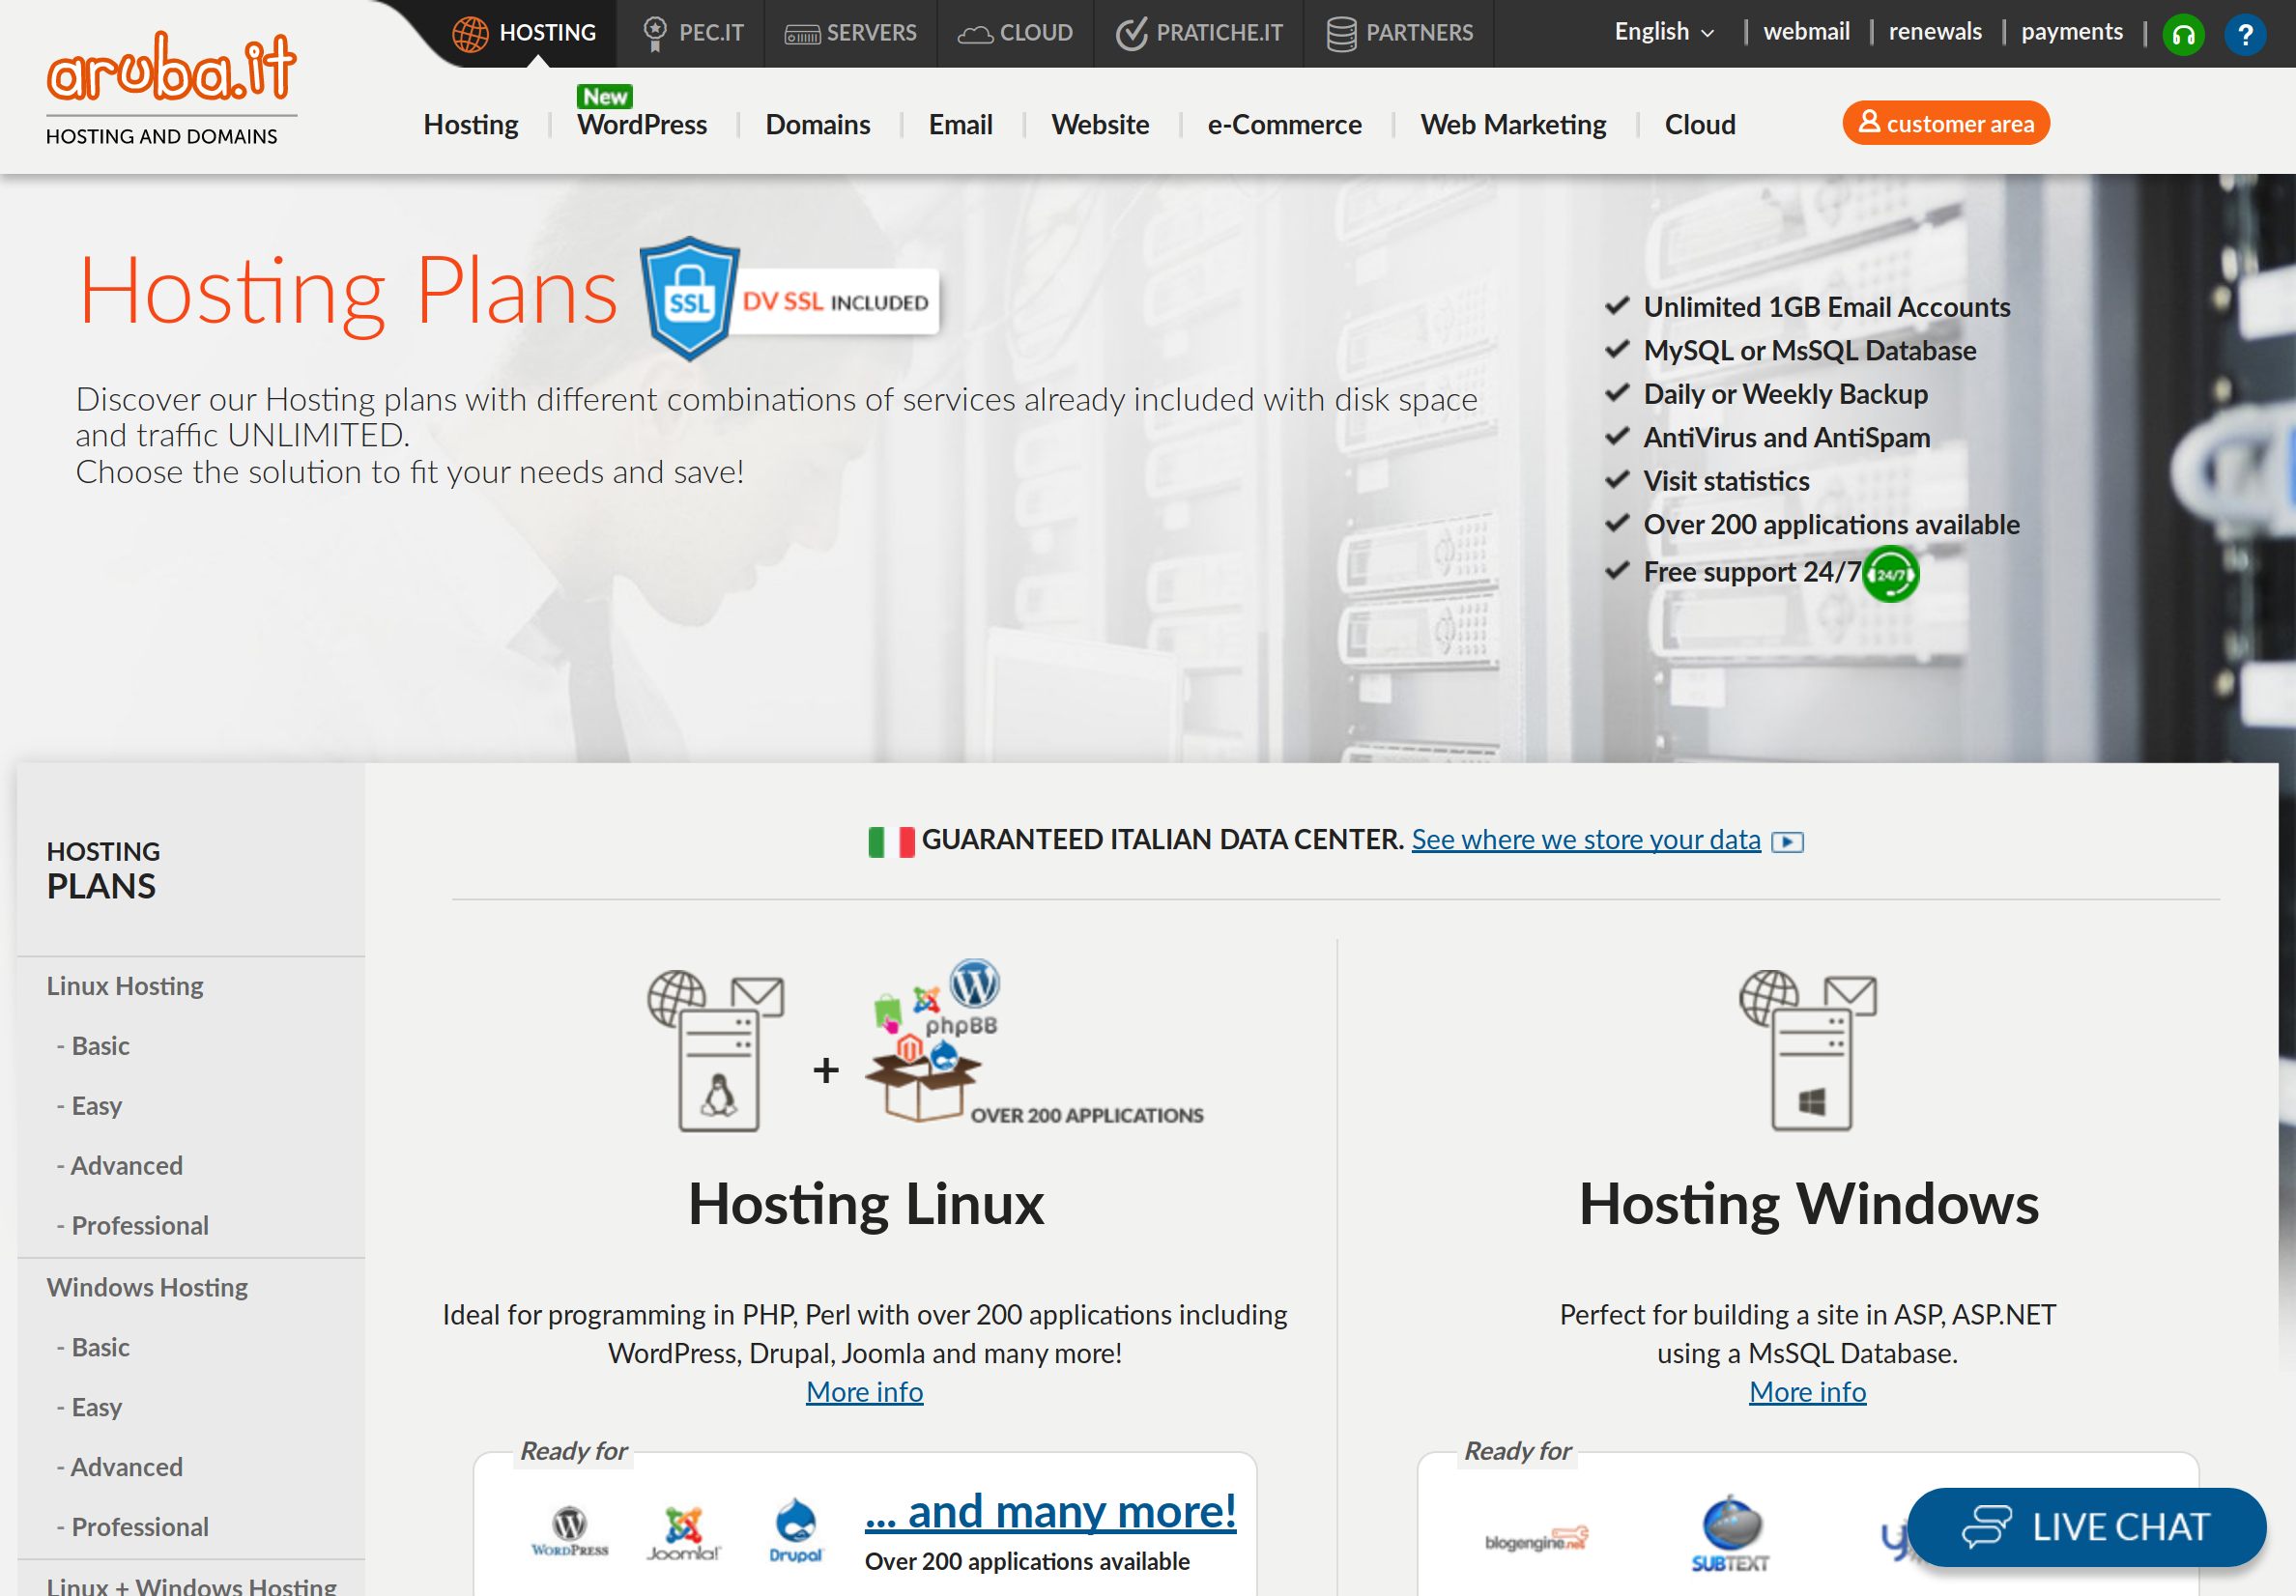 aruba.it
HOSTING AND DOMAINS
HOSTING
PEC.IT
SERVERS
CLOUD
PRATICHE.IT
PARTNERS
English
webmail
renewals
payments
?
Hosting
New
WordPress
Domains
Email
Website
e-Commerce
Web Marketing
Cloud
customer area
Hosting Plans
SSL
DV SSL INCLUDED
Discover our Hosting plans with different combinations of services already included with disk space
and traffic UNLIMITED.
Choose the solution to fit your needs and save!
Unlimited 1GB Email Accounts
MySQL or MsSQL Database
Daily or Weekly Backup
AntiVirus and AntiSpam
Visit statistics
Over 200 applications available
Free support 24/7
24/7
HOSTING
PLANS
Linux Hosting
- Basic
- Easy
- Advanced
- Professional
Windows Hosting
- Basic
- Easy
- Advanced
- Professional
Linux + Windows Hosting
GUARANTEED ITALIAN DATA CENTER. See where we store your data
phpBB
+
OVER 200 APPLICATIONS
Hosting Linux
Ideal for programming in PHP, Perl with over 200 applications including
WordPress, Drupal, Joomla and many more!
More info
Ready for
WORDPRESS
Joomla!
Drupal
... and many more!
Over 200 applications available
Hosting Windows
Perfect for building a site in ASP, ASP.NET
using a MsSQL Database.
More info
Ready for
blogengine.net
SUBTEXT
LIVE CHAT